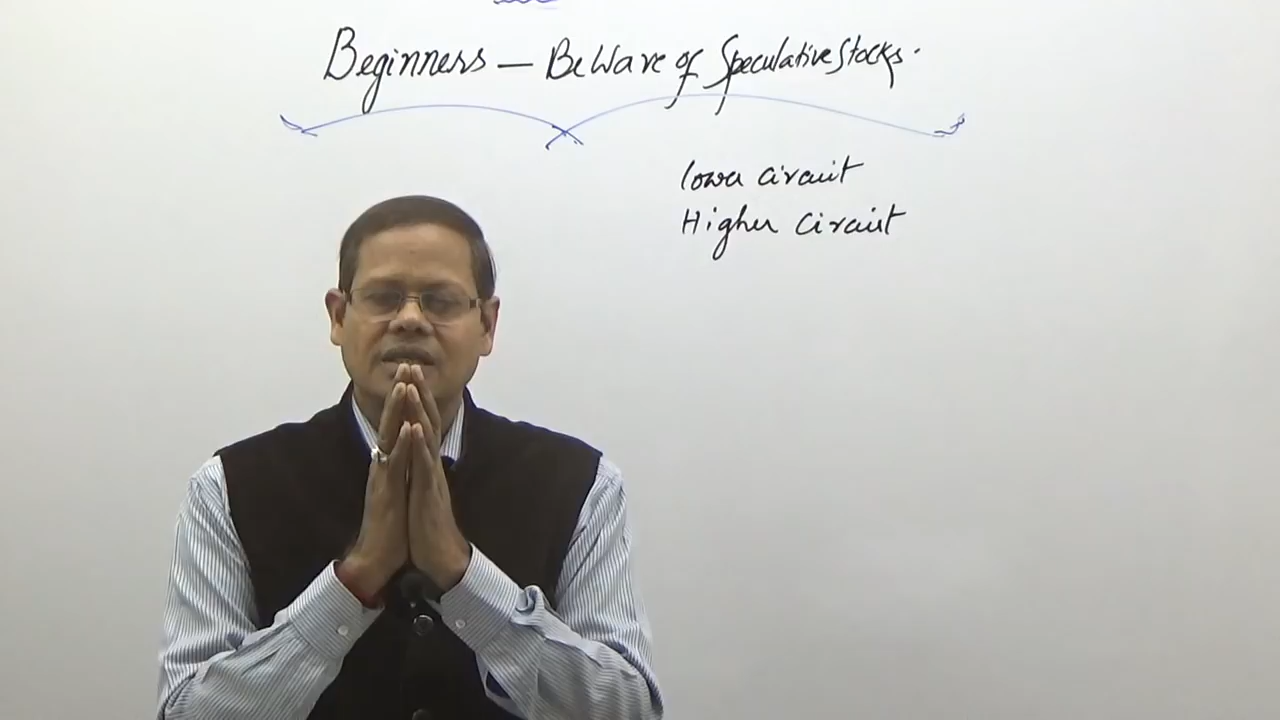 Beginners — BeWare of Speculative Stocks.
lower circuit
Higher Circuit